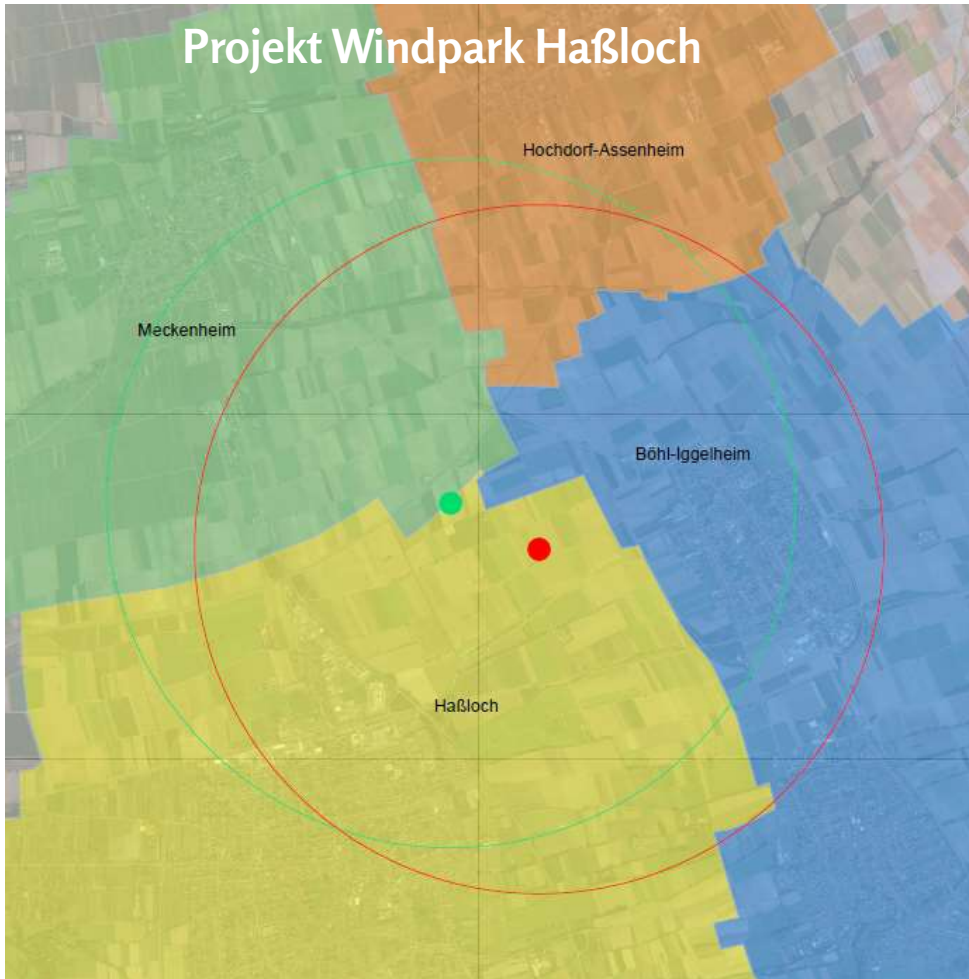 Projekt Windpark Haßloch
Hochdorf-Assenheim
Meckenheim
Böhl-Iggelheim
Haßloch